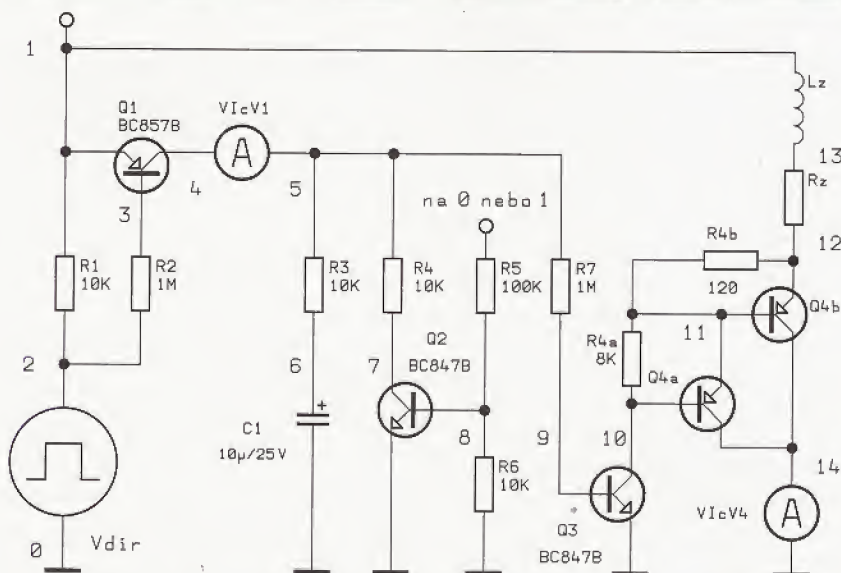 1
Q1
BC857B
VIcV1
A
Lz
13
Rz
3
4
5
na 0 nebo 1
R4b
12
120
R1
10K
R2
1M
R3
10K
R4
10K
R5
100K
R7
1M
Q4b
11
R4a
8K
Q4a
2
6
7
Q2
BC847B
C1
10µ/25V
+
8
9
10
14
R6
10K
Q3
BC847B
VIcV4
A
0
Vdir